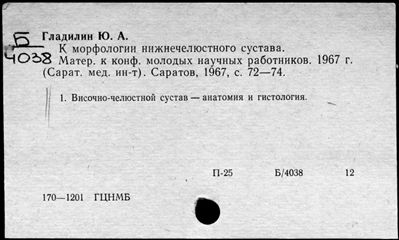 Б
4038
Гладилин Ю. А.
К морфологии нижнечелюстного сустава.
Матер. к конф. молодых научных работников. 1967 г.
(Сарат. мед. ин-т). Саратов, 1967, с. 72—74.
1. Височно-челюстной сустав — анатомия и гистология.
П-25 Б/4038 12
170—1201 ГЦНМБ